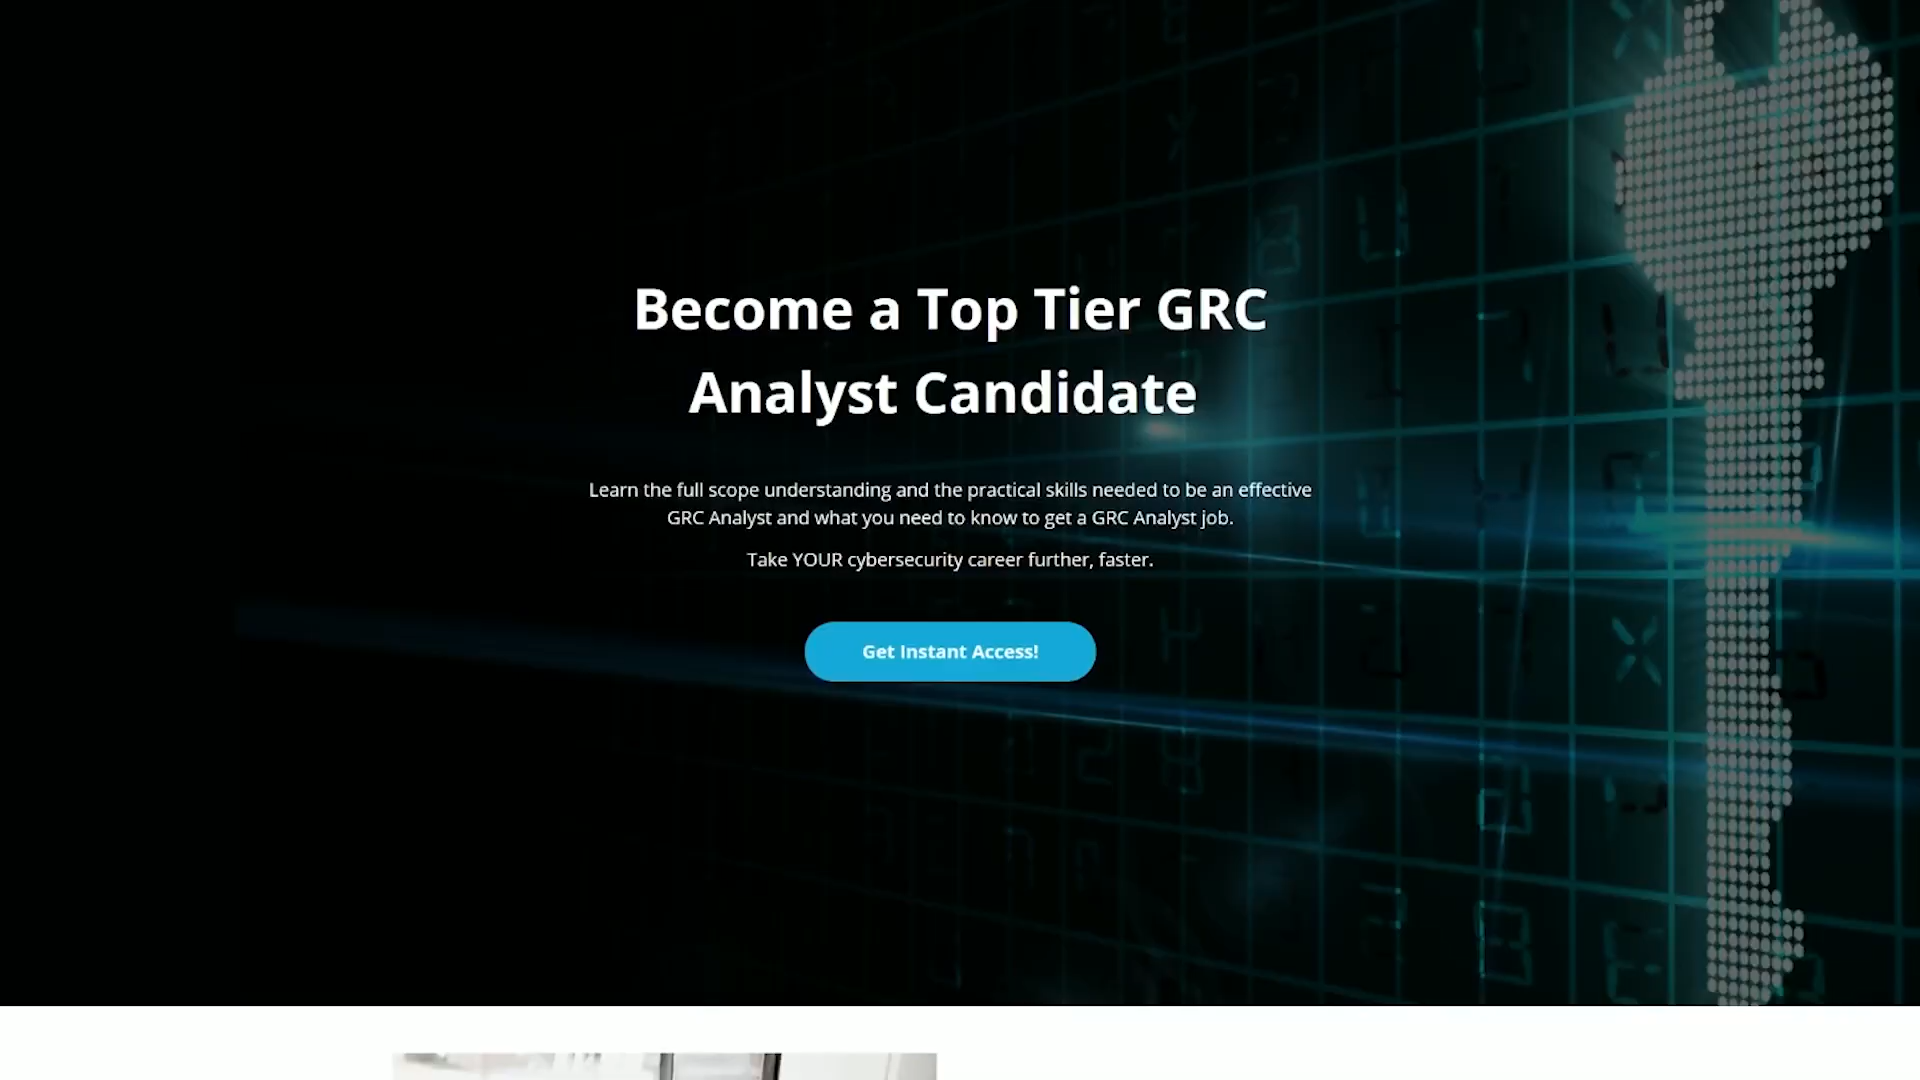 Become a Top Tier GRC
Analyst Candidate
Learn the full scope understanding and the practical skills needed to be an effective
GRC Analyst and what you need to know to get a GRC Analyst job.
Take YOUR cybersecurity career further, faster.
Get Instant Access!